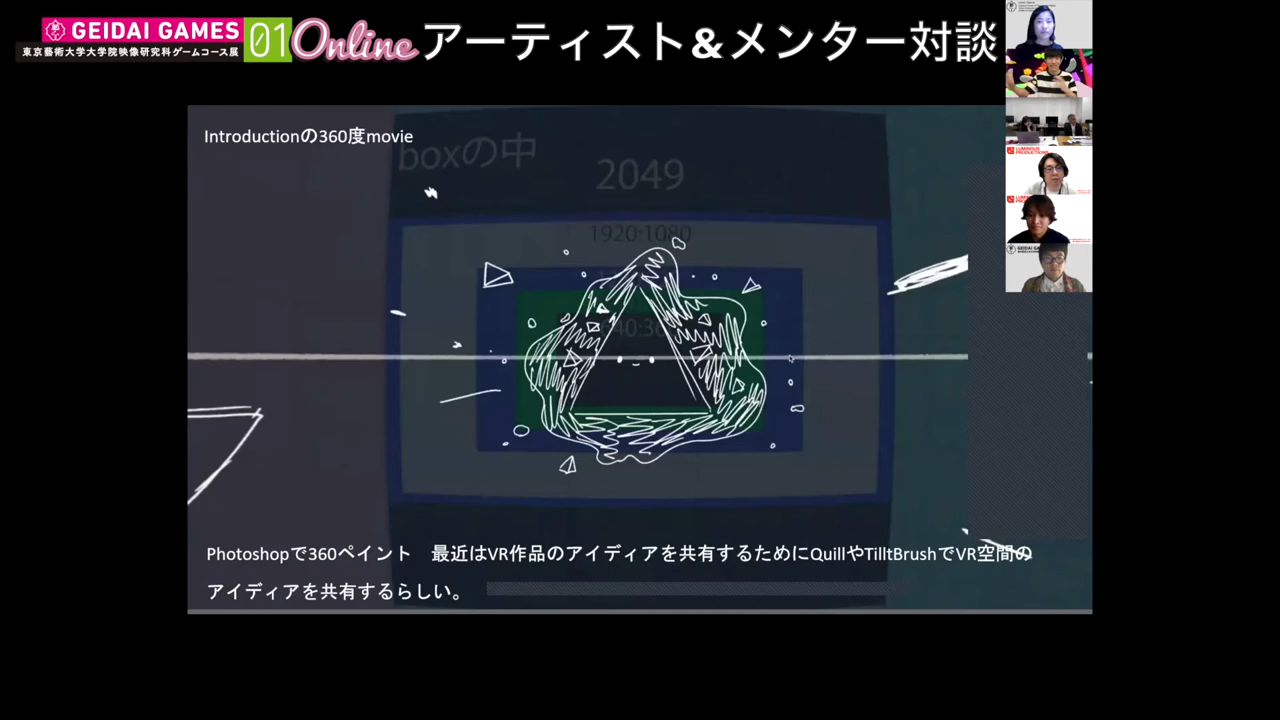 GEIDAI GAMES
東京藝術大学大学院映像研究科ゲームコース展
01
Online
アーティスト&メンター対談
Introductionの360度movie
boxの中
2049
1920:1080
LUMINOUS
PRODUCTIONS
GEIDAI GAMES
Photoshopで360ペイント 最近はVR作品のアイディアを共有するためにQuillやTilltBrushでVR空間の
アイディアを共有するらしい。